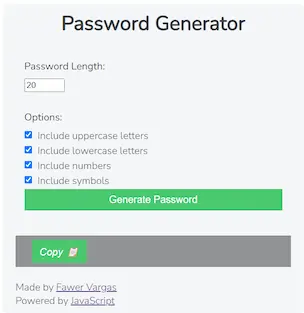 Password Generator
Password Length:
20
Options:
Include uppercase letters
Include lowercase letters
Include numbers
Include symbols
Generate Password
Copy
Made by Fawer Vargas
Powered by JavaScript